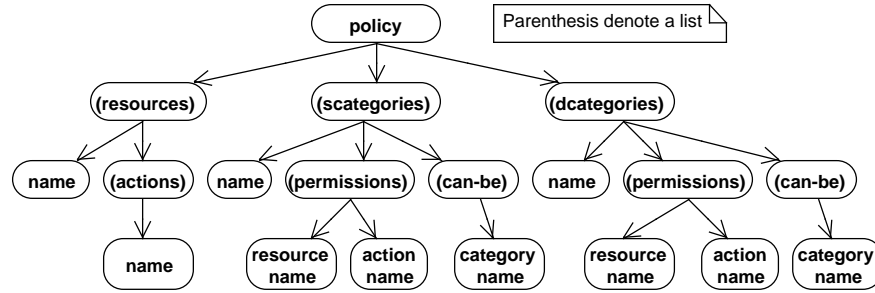 policy
Parenthesis denote a list
(resources)
(scategories)
(dcategories)
name
(actions)
name
(permissions)
(can-be)
name
(permissions)
(can-be)
name
resource
name
action
name
category
name
resource
name
action
name
category
name